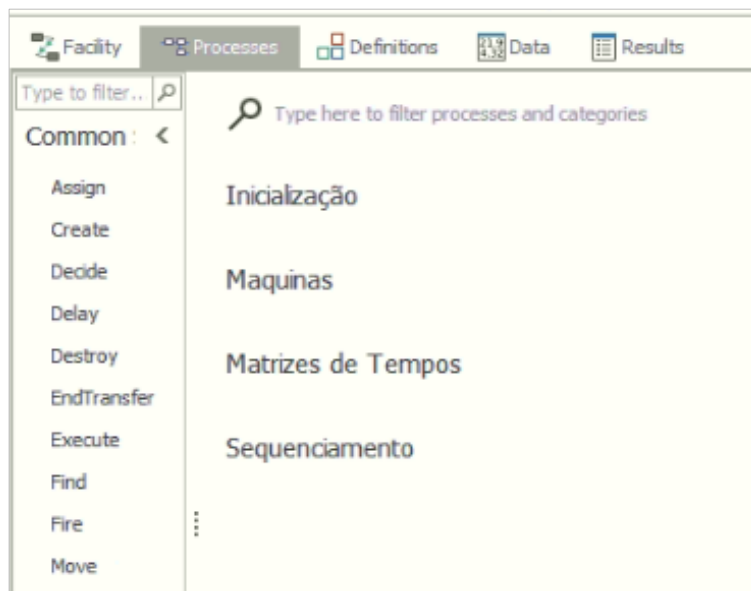 Facility Processes Definitions Data Results
Type to filter..
Common
Type here to filter processes and categories
Assign
Create
Decide
Delay
Destroy
EndTransfer
Execute
Find
Fire
Move
Inicialização
Maquinas
Matrizes de Tempos
Sequenciamento